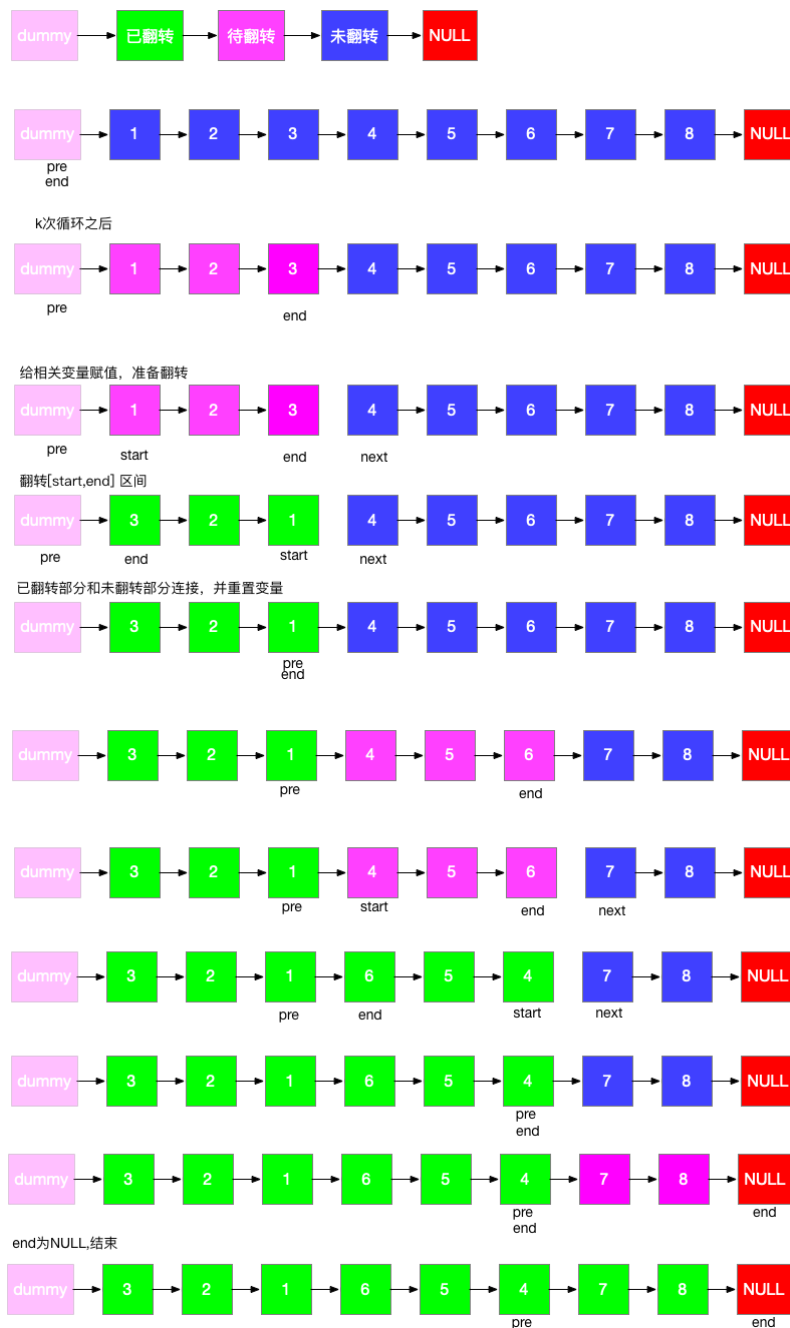 dummy 已翻转 待翻转 未翻转 NULL
dummy 1 2 3 4 5 6 7 8 NULL
pre
end
k次循环之后
dummy 1 2 3 4 5 6 7 8 NULL
pre end
给相关变量赋值，准备翻转
dummy 1 2 3 4 5 6 7 8 NULL
pre start end next
翻转[start,end] 区间
dummy 3 2 1 4 5 6 7 8 NULL
pre end start next
已翻转部分和未翻转部分连接，并重置变量
dummy 3 2 1 4 5 6 7 8 NULL
pre
end
dummy 3 2 1 4 5 6 7 8 NULL
pre end
dummy 3 2 1 4 5 6 7 8 NULL
pre start end next
dummy 3 2 1 6 5 4 7 8 NULL
pre end start next
dummy 3 2 1 6 5 4 7 8 NULL
pre
end
dummy 3 2 1 6 5 4 7 8 NULL
pre end
end
end为NULL,结束
dummy 3 2 1 6 5 4 7 8 NULL
pre end